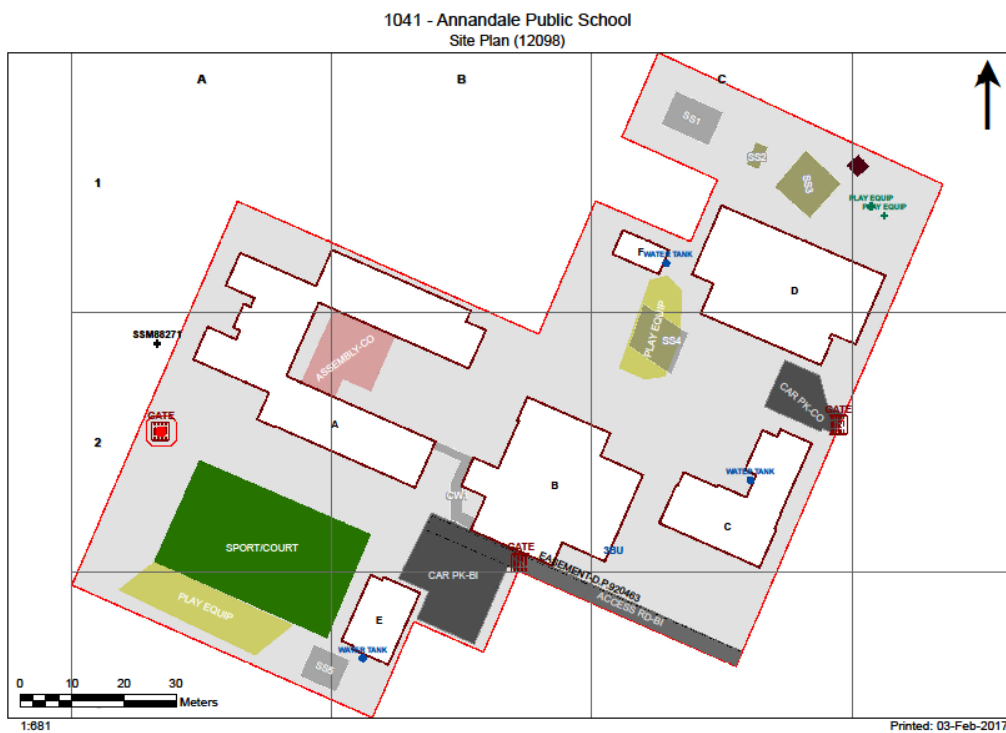 1041 - Annandale Public School
Site Plan (12098)
A
B
C
SS1
SS2
SS3
1
PLAY EQUIP
PLAY EQUIP
F
WATER TANK
D
SSM88271
PLAY EQUIP
SS4
ASSEMBLY-CO
CAR PK-CO
GATE
GATE
A
2
WATER TANK
B
CW1
C
SPORT/COURT
GATE
3BU
EASEMENT-D.P.920463
CAR PK-BI
ACCESS RD-BI
PLAY EQUIP
E
WATER TANK
SS5
0 10 20 30
Meters
1:681
Printed: 03-Feb-2017